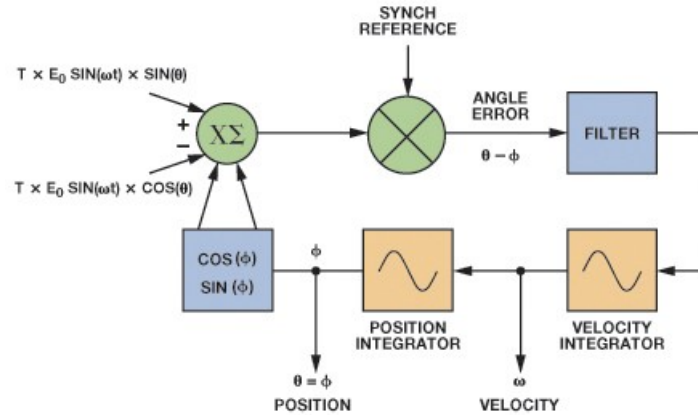 SYNCH
REFERENCE
T × E₀ SIN(ωt) × SIN(θ)
+
−
XΣ
ANGLE
ERROR
θ − ϕ
FILTER
T × E₀ SIN(ωt) × COS(θ)
COS (ϕ)
SIN (ϕ)
ϕ
POSITION
INTEGRATOR
VELOCITY
INTEGRATOR
θ = ϕ
POSITION
ω
VELOCITY